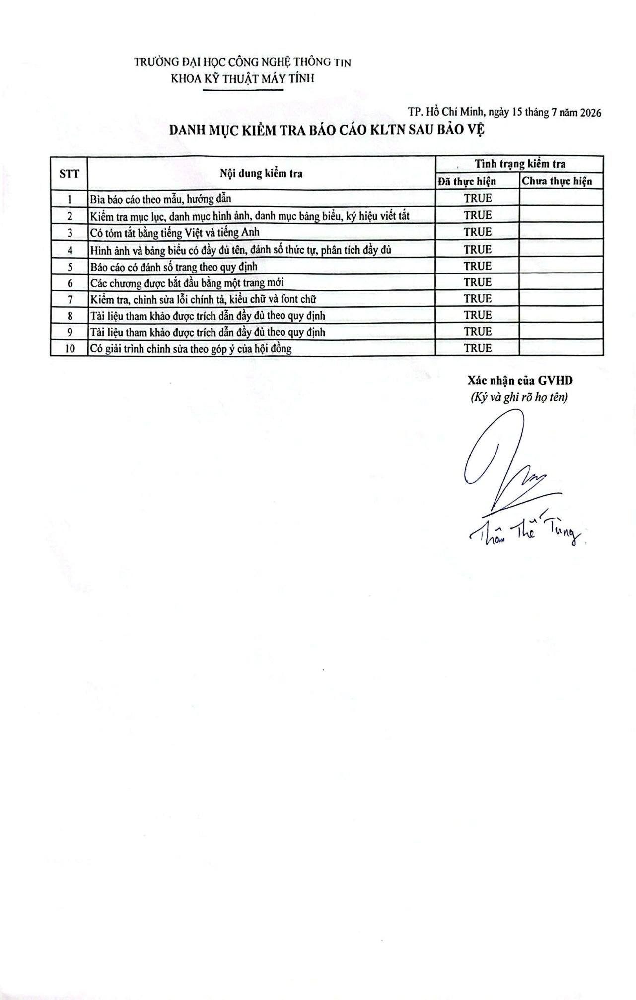 TRƯỜNG ĐẠI HỌC CÔNG NGHỆ THÔNG TIN
KHOA KỸ THUẬT MÁY TÍNH
TP. Hồ Chí Minh, ngày 15 tháng 7 năm 2026
DANH MỤC KIỂM TRA BÁO CÁO KLTN SAU BẢO VỆ
STT Nội dung kiểm tra Tình trạng kiểm tra
Đã thực hiện Chưa thực hiện
1 Bìa báo cáo theo mẫu, hướng dẫn TRUE
2 Kiểm tra mục lục, danh mục hình ảnh, danh mục bảng biểu, ký hiệu viết tắt TRUE
3 Có tóm tắt bằng tiếng Việt và tiếng Anh TRUE
4 Hình ảnh và bảng biểu có đầy đủ tên, đánh số thức tự, phân tích đầy đủ TRUE
5 Báo cáo có đánh số trang theo quy định TRUE
6 Các chương được bắt đầu bằng một trang mới TRUE
7 Kiểm tra, chỉnh sửa lỗi chính tả, kiểu chữ và font chữ TRUE
8 Tài liệu tham khảo được trích dẫn đầy đủ theo quy định TRUE
9 Tài liệu tham khảo được trích dẫn đầy đủ theo quy định TRUE
10 Có giải trình chỉnh sửa theo góp ý của hội đồng TRUE
Xác nhận của GVHD
(Ký và ghi rõ họ tên)
Thân Thế Tùng